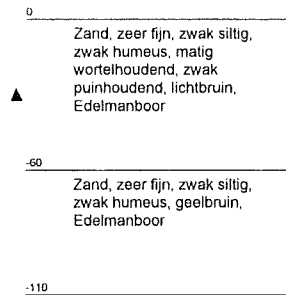 0
Zand, zeer fijn, zwak siltig,
zwak humeus, matig
wortelhoudend, zwak
puinhoudend, lichtbruin,
Edelmanboor
-60
Zand, zeer fijn, zwak siltig,
zwak humeus, geelbruin,
Edelmanboor
-110